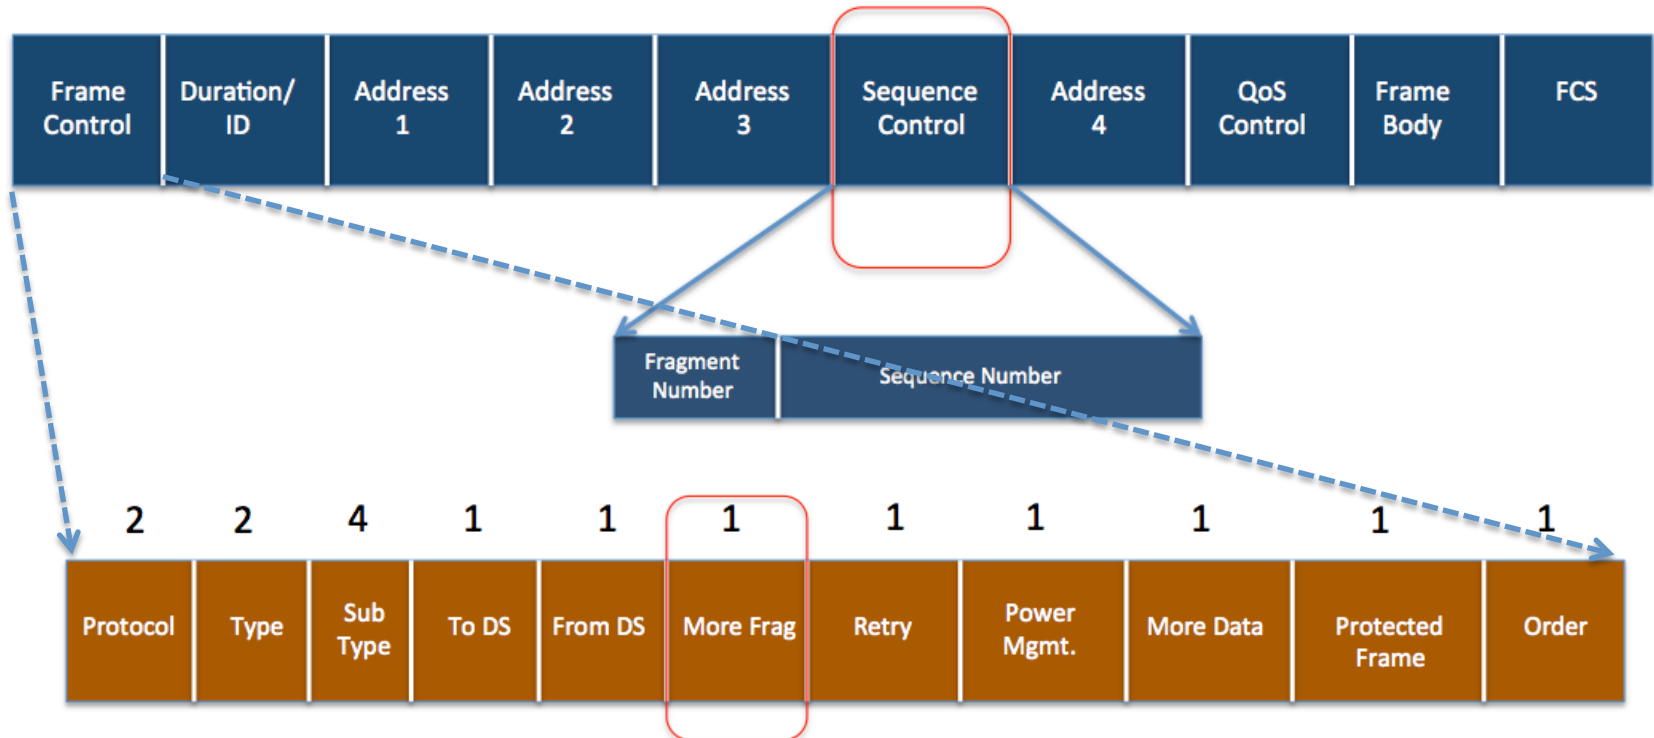 Frame
Control
Duration/
ID
Address
1
Address
2
Address
3
Sequence
Control
Address
4
QoS
Control
Frame
Body
FCS
Fragment
Number
Sequence Number
2 2 4 1 1 1 1 1 1 1 1
Protocol
Type
Sub
Type
To DS
From DS
More Frag
Retry
Power
Mgmt.
More Data
Protected
Frame
Order